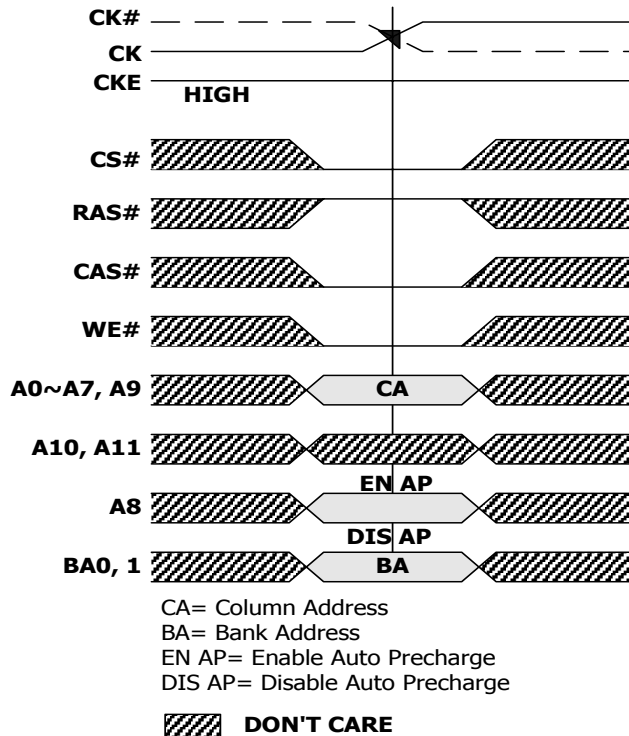 CK#
CK
CKE
HIGH
CS#
RAS#
CAS#
WE#
A0~A7, A9
CA
A10, A11
EN AP
A8
DIS AP
BA0, 1
BA
CA= Column Address
BA= Bank Address
EN AP= Enable Auto Precharge
DIS AP= Disable Auto Precharge
DON'T CARE